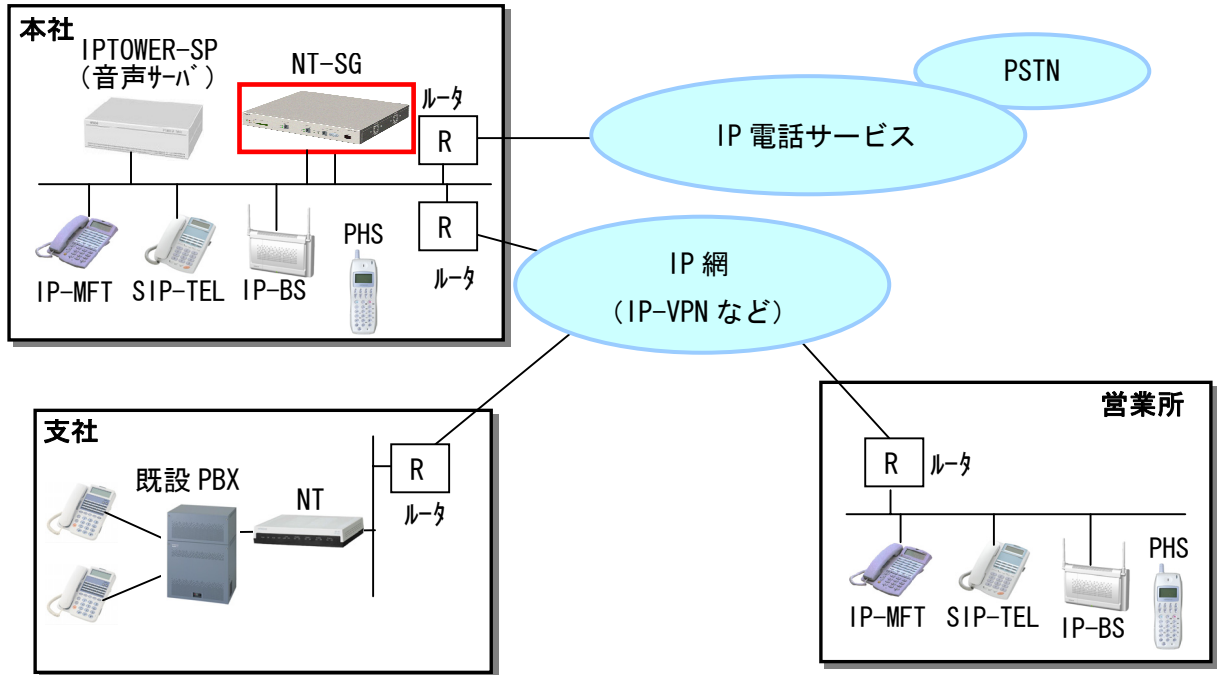 本社
IPTOWER-SP
（音声ｻｰﾊﾞ）
NT-SG
ﾙｰﾀ
R
R
ﾙｰﾀ
IP-MFT
SIP-TEL
IP-BS
PHS
PSTN
IP 電話サービス
IP 網
（IP-VPN など）
支社
既設 PBX
NT
R
ﾙｰﾀ
営業所
R
ﾙｰﾀ
IP-MFT
SIP-TEL
IP-BS
PHS